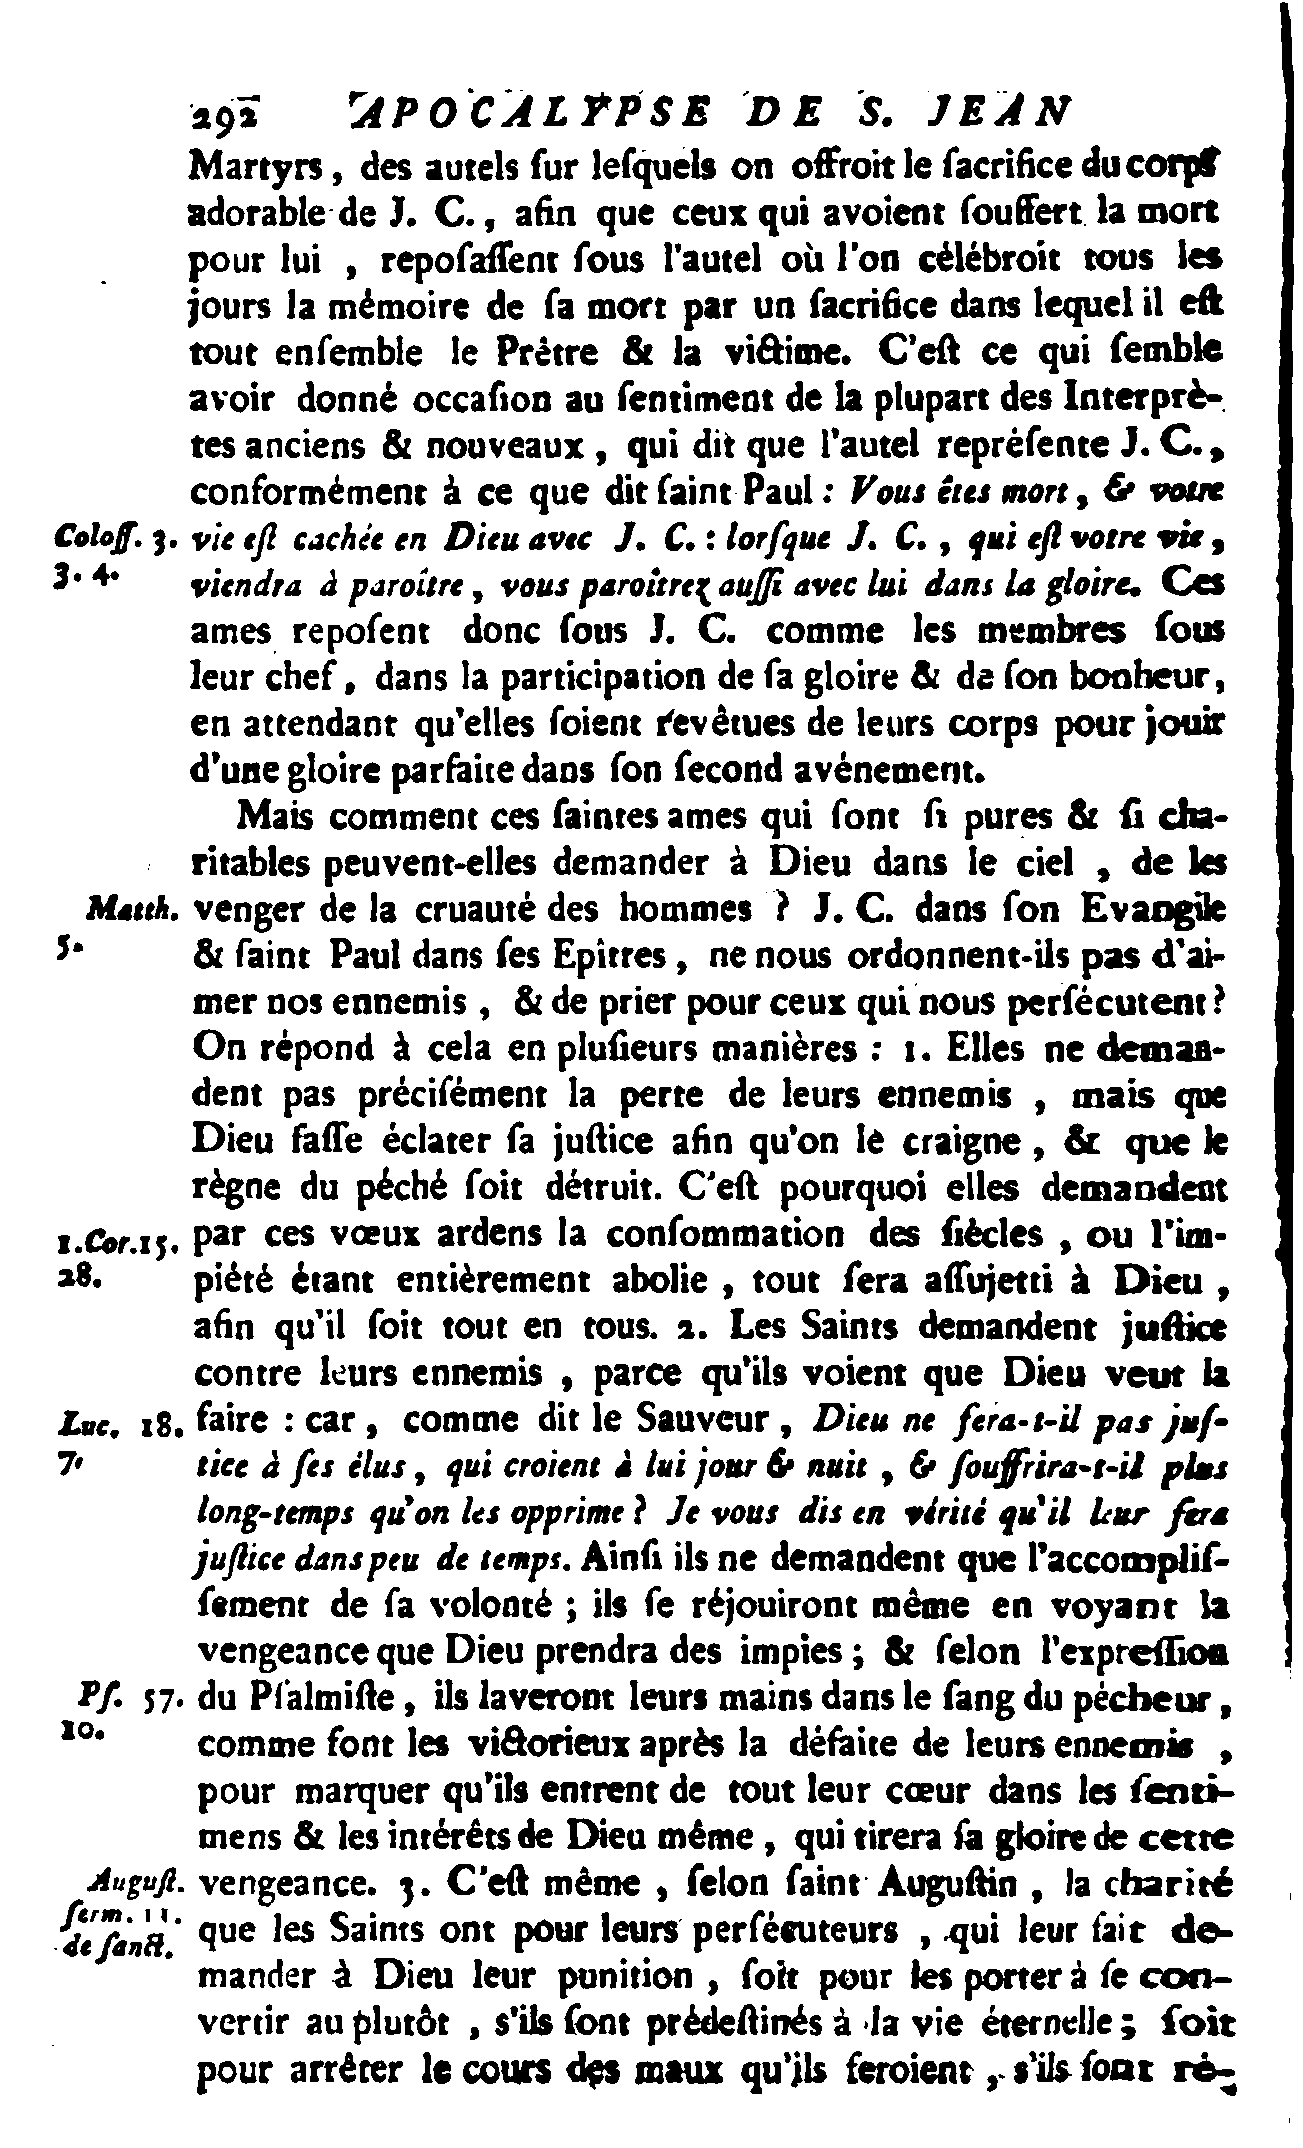 292 APOCALYPSE DE S. JEAN
Martyrs, des autels ſur leſquels on offroit le ſacrifice du corps
adorable de J. C., afin que ceux qui avoient ſouffert la mort
pour lui, repoſaſſent ſous l'autel où l'on célébroit tous les
jours la mémoire de ſa mort par un ſacrifice dans lequel il eſt
tout enſemble le Prêtre & la victime. C'eſt ce qui ſemble
avoir donné occaſion au ſentiment de la plupart des Interprè-
tes anciens & nouveaux, qui dit que l'autel repréſente J. C.,
conformément à ce que dit ſaint Paul : Vous êtes mort, & votre
Coloſſ. 3. vie eſt cachée en Dieu avec J. C. : lorſque J. C., qui eſt votre vie,
3. 4. viendra à paroître, vous paroîtrez auſſi avec lui dans la gloire. Ces
ames repoſent donc ſous J. C. comme les membres ſous
leur chef, dans la participation de ſa gloire & de ſon bonheur,
en attendant qu'elles ſoient revêtues de leurs corps pour jouir
d'une gloire parfaite dans ſon ſecond avénement.
Mais comment ces ſaintes ames qui ſont ſi pures & ſi cha-
ritables peuvent-elles demander à Dieu dans le ciel, de les
Matth. venger de la cruauté des hommes ? J. C. dans ſon Evangile
5. & ſaint Paul dans ſes Epîtres, ne nous ordonnent-ils pas d'ai-
mer nos ennemis, & de prier pour ceux qui nous perſécutent ?
On répond à cela en pluſieurs manières : 1. Elles ne deman-
dent pas préciſément la perte de leurs ennemis, mais que
Dieu faſſe éclater ſa juſtice afin qu'on le craigne, & que le
règne du péché ſoit détruit. C'eſt pourquoi elles demandent
1.Cor.15. par ces vœux ardens la conſommation des ſiècles, ou l'im-
28. piété étant entièrement abolie, tout ſera aſſujetti à Dieu,
afin qu'il ſoit tout en tous. 2. Les Saints demandent juſtice
contre leurs ennemis, parce qu'ils voient que Dieu veut la
Luc. 18. faire : car, comme dit le Sauveur, Dieu ne fera-t-il pas juſ-
7. tice à ſes élus, qui croient à lui jour & nuit, & ſouffrira-t-il plus
long-temps qu'on les opprime ? Je vous dis en vérité qu'il leur fera
juſtice dans peu de temps. Ainſi ils ne demandent que l'accompliſ-
ſement de ſa volonté ; ils ſe réjouiront même en voyant la
vengeance que Dieu prendra des impies ; & ſelon l'expreſſion
Pſ. 57. du Pſalmiſte, ils laveront leurs mains dans le ſang du pécheur,
10. comme font les victorieux après la défaite de leurs ennemis,
pour marquer qu'ils entrent de tout leur cœur dans les ſenti-
mens & les intérêts de Dieu même, qui tirera ſa gloire de cette
Auguſt. vengeance. 3. C'eſt même, ſelon ſaint Auguſtin, la charité
ſerm. 11. que les Saints ont pour leurs perſécuteurs, qui leur fait de-
de ſanct. mander à Dieu leur punition, ſoit pour les porter à ſe con-
vertir au plutôt, s'ils ſont prédeſtinés à la vie éternelle ; ſoit
pour arrêter le cours des maux qu'ils feroient, s'ils ſont ré-